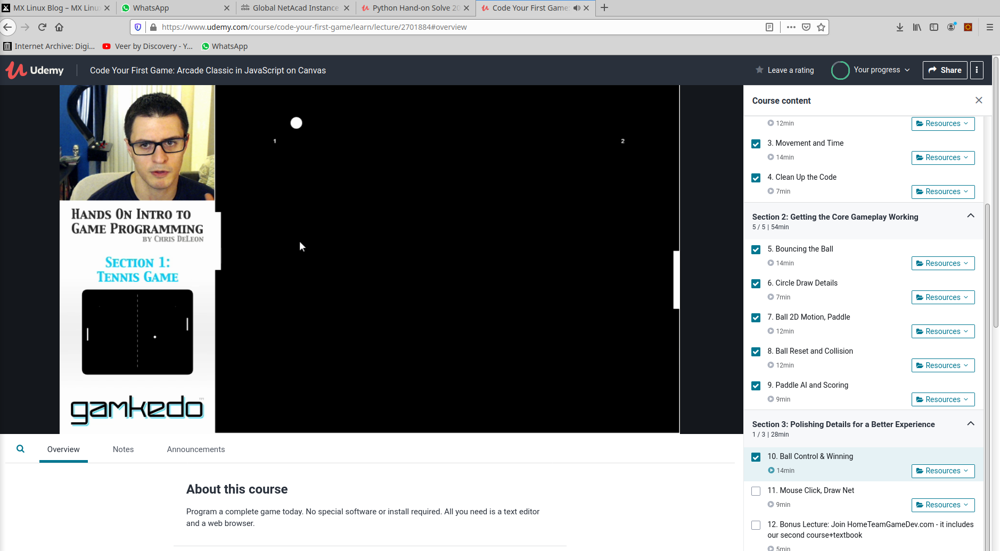 MX Linux Blog – MX Linu
WhatsApp
Global NetAcad Instance
Python Hand-on Solve 20
Code Your First Game:
https://www.udemy.com/course/code-your-first-game/learn/lecture/2701884#overview
Internet Archive: Digi...
Veer by Discovery - Y...
WhatsApp
Udemy
Code Your First Game: Arcade Classic in JavaScript on Canvas
Leave a rating
Your progress
Share
1
2
HANDS ON INTRO TO
GAME PROGRAMMING
BY CHRIS DELEON
SECTION 1:
TENNIS GAME
gamkedo™
Course content
12min
Resources
3. Movement and Time
14min
Resources
4. Clean Up the Code
7min
Resources
Section 2: Getting the Core Gameplay Working
5 / 5 | 54min
5. Bouncing the Ball
14min
Resources
6. Circle Draw Details
7min
Resources
7. Ball 2D Motion, Paddle
12min
Resources
8. Ball Reset and Collision
12min
Resources
9. Paddle AI and Scoring
9min
Resources
Section 3: Polishing Details for a Better Experience
1 / 3 | 28min
10. Ball Control & Winning
14min
Resources
11. Mouse Click, Draw Net
9min
Resources
12. Bonus Lecture: Join HomeTeamGameDev.com - it includes
our second course+textbook
5min
Overview
Notes
Announcements
About this course
Program a complete game today. No special software or install required. All you need is a text editor
and a web browser.